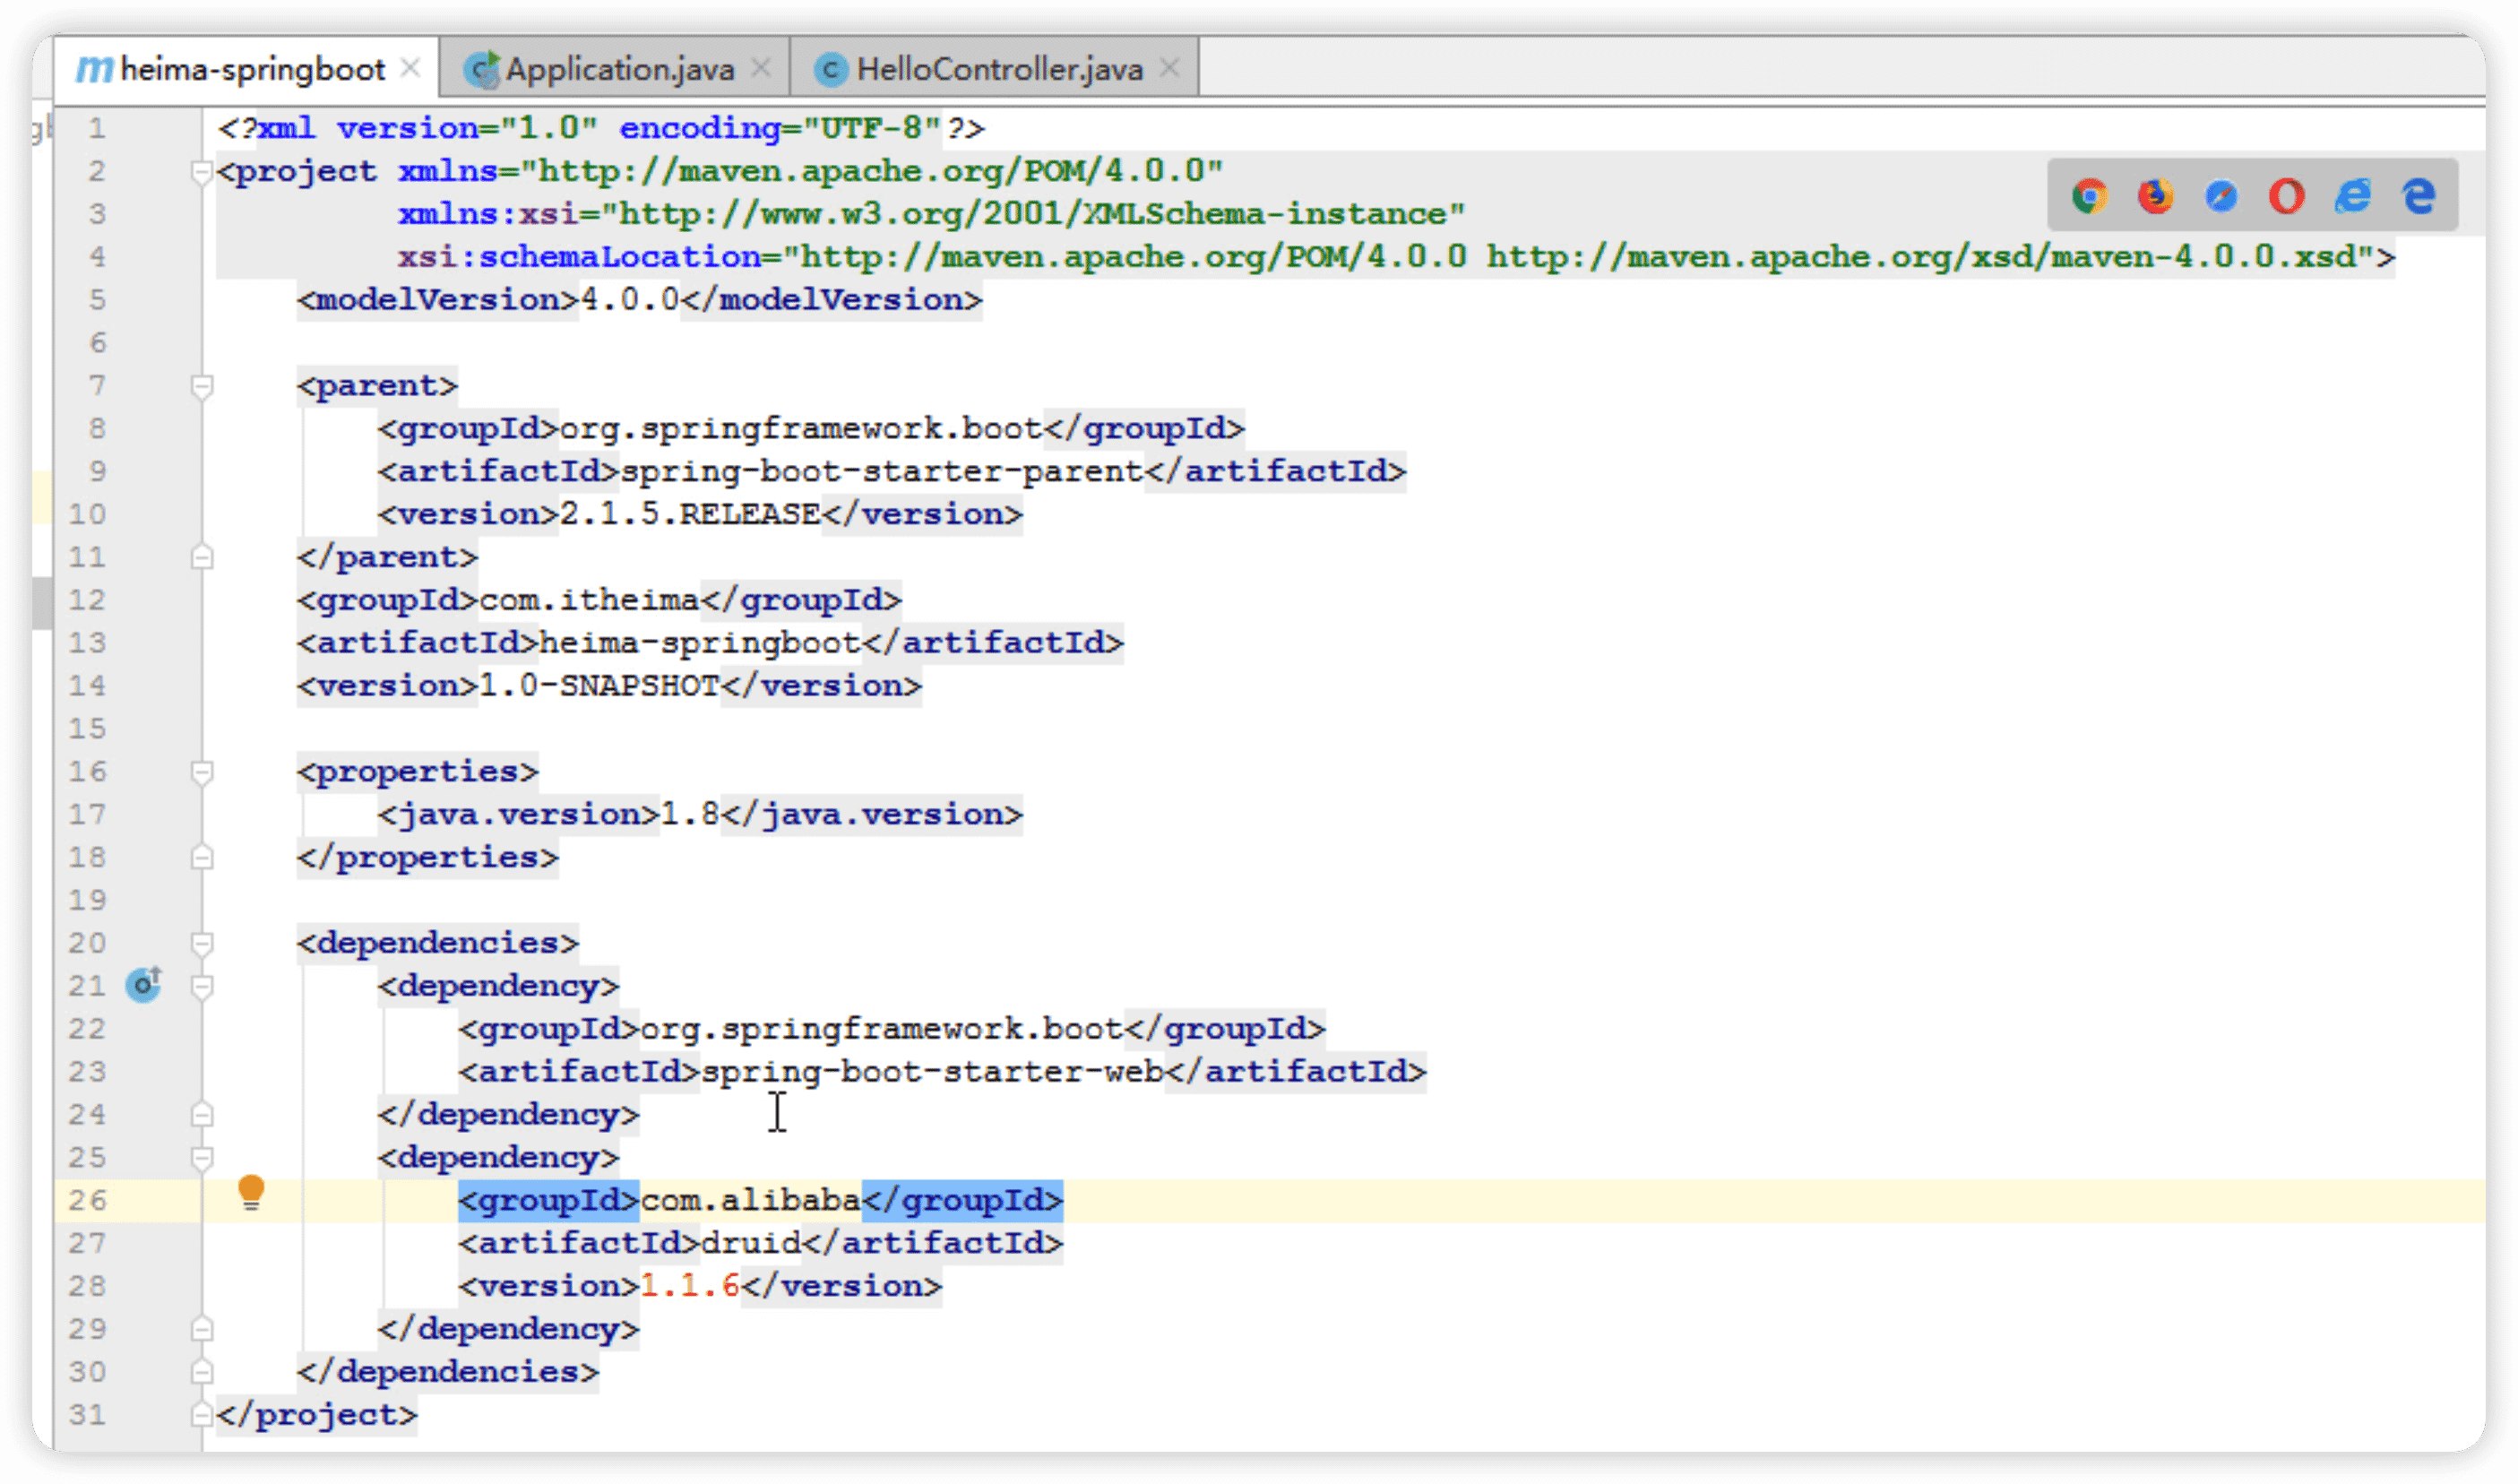 heima-springboot Application.java HelloController.java
1 <?xml version="1.0" encoding="UTF-8"?>
2 <project xmlns="http://maven.apache.org/POM/4.0.0"
3 xmlns:xsi="http://www.w3.org/2001/XMLSchema-instance"
4 xsi:schemaLocation="http://maven.apache.org/POM/4.0.0 http://maven.apache.org/xsd/maven-4.0.0.xsd">
5 <modelVersion>4.0.0</modelVersion>
6
7 <parent>
8 <groupId>org.springframework.boot</groupId>
9 <artifactId>spring-boot-starter-parent</artifactId>
10 <version>2.1.5.RELEASE</version>
11 </parent>
12 <groupId>com.itheima</groupId>
13 <artifactId>heima-springboot</artifactId>
14 <version>1.0-SNAPSHOT</version>
15
16 <properties>
17 <java.version>1.8</java.version>
18 </properties>
19
20 <dependencies>
21 <dependency>
22 <groupId>org.springframework.boot</groupId>
23 <artifactId>spring-boot-starter-web</artifactId>
24 </dependency>
25 <dependency>
26 <groupId>com.alibaba</groupId>
27 <artifactId>druid</artifactId>
28 <version>1.1.6</version>
29 </dependency>
30 </dependencies>
31 </project>